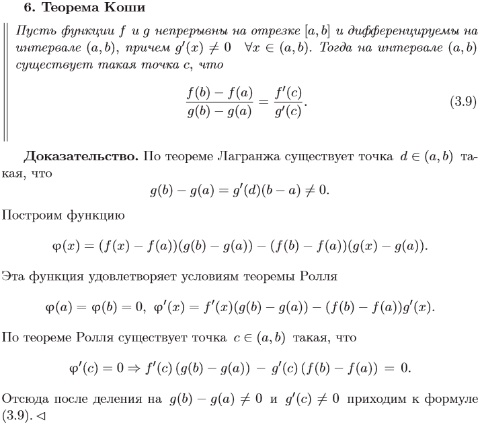 6. Теорема Коши
Пусть функции f и g непрерывны на отрезке [a, b] и дифференцируемы на
интервале (a, b), причем g′(x) ≠ 0 ∀x ∈ (a, b). Тогда на интервале (a, b)
существует такая точка c, что
(f(b) − f(a))/(g(b) − g(a)) = f′(c)/g′(c). (3.9)
Доказательство. По теореме Лагранжа существует точка d ∈ (a, b) та-
кая, что
g(b) − g(a) = g′(d)(b − a) ≠ 0.
Построим функцию
φ(x) = (f(x) − f(a))(g(b) − g(a)) − (f(b) − f(a))(g(x) − g(a)).
Эта функция удовлетворяет условиям теоремы Ролля
φ(a) = φ(b) = 0, φ′(x) = f′(x)(g(b) − g(a)) − (f(b) − f(a))g′(x).
По теореме Ролля существует точка c ∈ (a, b) такая, что
φ′(c) = 0 ⇒ f′(c) (g(b) − g(a)) − g′(c) (f(b) − f(a)) = 0.
Отсюда после деления на g(b) − g(a) ≠ 0 и g′(c) ≠ 0 приходим к формуле
(3.9). ◁